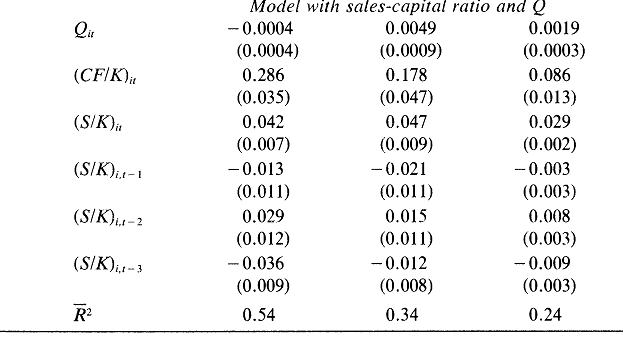 Model with sales-capital ratio and Q
Qit −0.0004 0.0049 0.0019
(0.0004) (0.0009) (0.0003)
(CF/K)it 0.286 0.178 0.086
(0.035) (0.047) (0.013)
(S/K)it 0.042 0.047 0.029
(0.007) (0.009) (0.002)
(S/K)i,t−1 −0.013 −0.021 −0.003
(0.011) (0.011) (0.003)
(S/K)i,t−2 0.029 0.015 0.008
(0.012) (0.011) (0.003)
(S/K)i,t−3 −0.036 −0.012 −0.009
(0.009) (0.008) (0.003)
R̅² 0.54 0.34 0.24